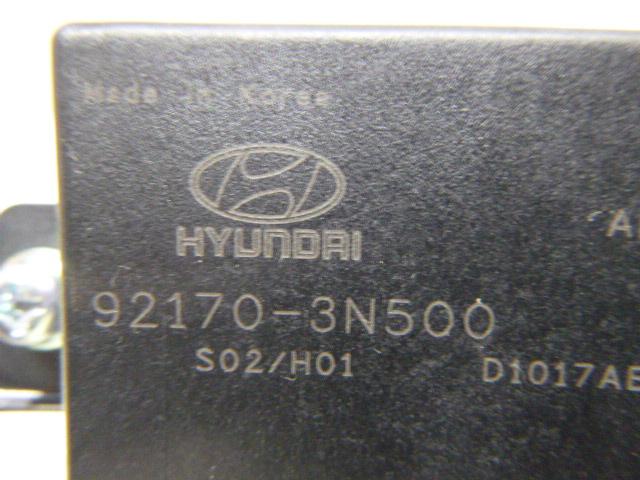 Made in Korea
HYUNDAI
92170-3N500
S02/H01
D1017AE